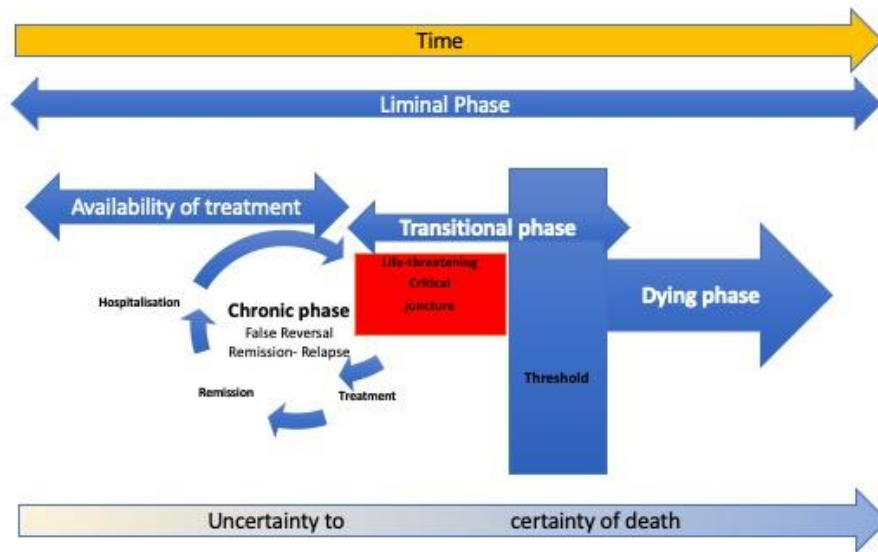 Time
Liminal Phase
Availability of treatment
Transitional phase
Life-threatening
Critical
juncture
Hospitalisation
Chronic phase
False Reversal
Remission- Relapse
Dying phase
Threshold
Remission
Treatment
Uncertainty to certainty of death